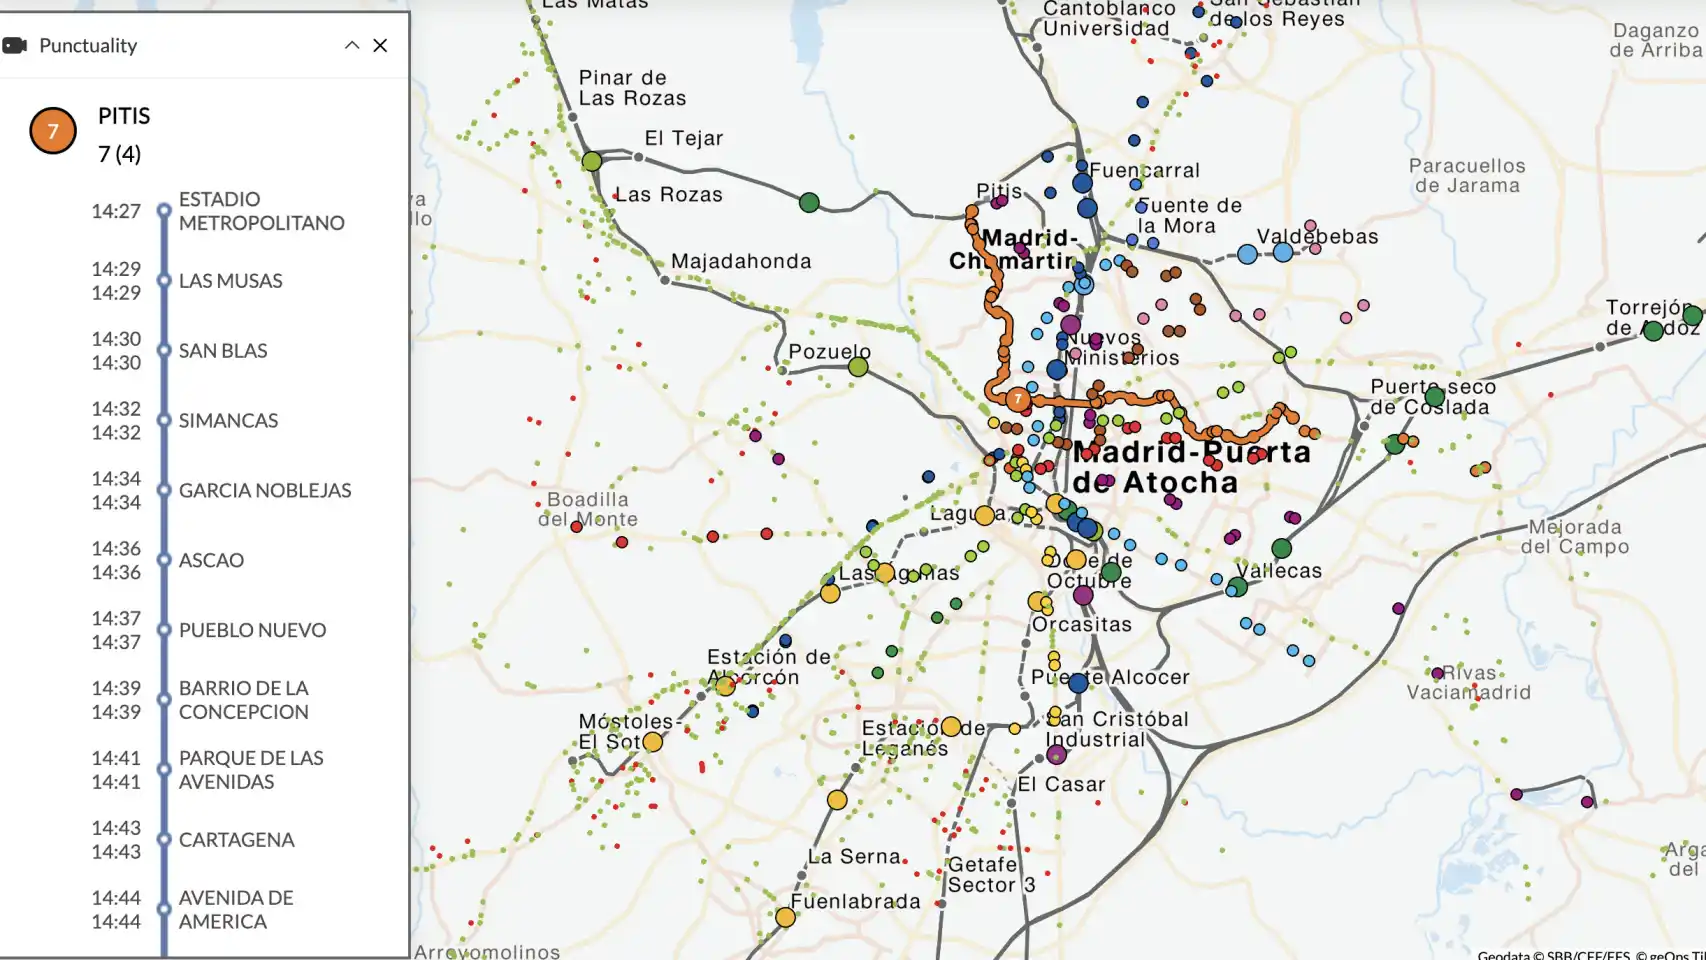 Punctuality
7
PITIS
7 (4)
14:27
ESTADIO
METROPOLITANO
14:29
14:29
LAS MUSAS
14:30
14:30
SAN BLAS
14:32
14:32
SIMANCAS
14:34
14:34
GARCIA NOBLEJAS
14:36
14:36
ASCAO
14:37
14:37
PUEBLO NUEVO
14:39
14:39
BARRIO DE LA
CONCEPCION
14:41
14:41
PARQUE DE LAS
AVENIDAS
14:43
14:43
CARTAGENA
14:44
14:44
AVENIDA DE
AMERICA
Las Matas
Cantoblanco
Universidad
San Sebastián
de los Reyes
Daganzo
de Arriba
Pinar de
Las Rozas
El Tejar
Las Rozas
Fuencarral
Pitis
Paracuellos
de Jarama
Fuente de
la Mora
Madrid-
Chamartín
Valdebebas
Majadahonda
Torrejón
de Ardoz
Nuevos
Ministerios
Pozuelo
7
Puerto seco
de Coslada
Madrid-Puerta
de Atocha
Boadilla
del Monte
Laguna
Mejorada
del Campo
Las Águilas
Doce de
Octubre
Vallecas
Orcasitas
Estación de
Alcorcón
Puente Alcocer
Rivas
Vaciamadrid
Móstoles-
El Soto
San Cristóbal
Industrial
Estación de
Leganés
El Casar
La Serna
Getafe
Sector 3
Fuenlabrada
Arroyomolinos
Geodata © SBB/CFF/FFS, © geOps